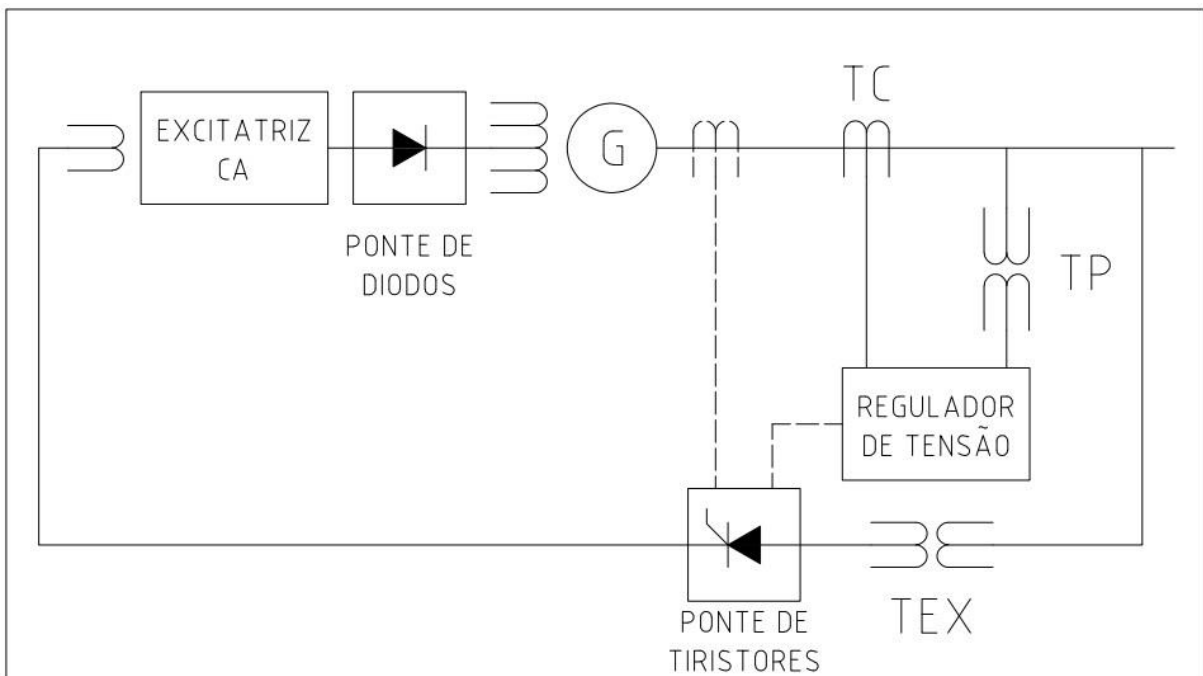 TC
EXCITATRIZ
CA
G
PONTE DE
DIODOS
TP
REGULADOR
DE TENSÃO
TEX
PONTE DE
TIRISTORES